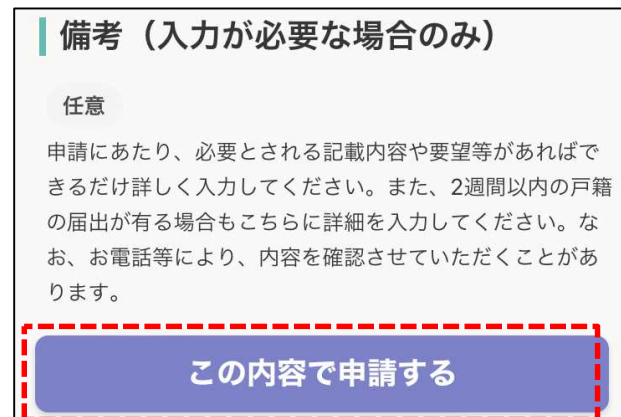 備考（入力が必要な場合のみ）
任意
申請にあたり、必要とされる記載内容や要望等があればで
きるだけ詳しく入力してください。また、2週間以内の戸籍
の届出が有る場合もこちらに詳細を入力してください。な
お、お電話等により、内容を確認させていただくことがあ
ります。
この内容で申請する